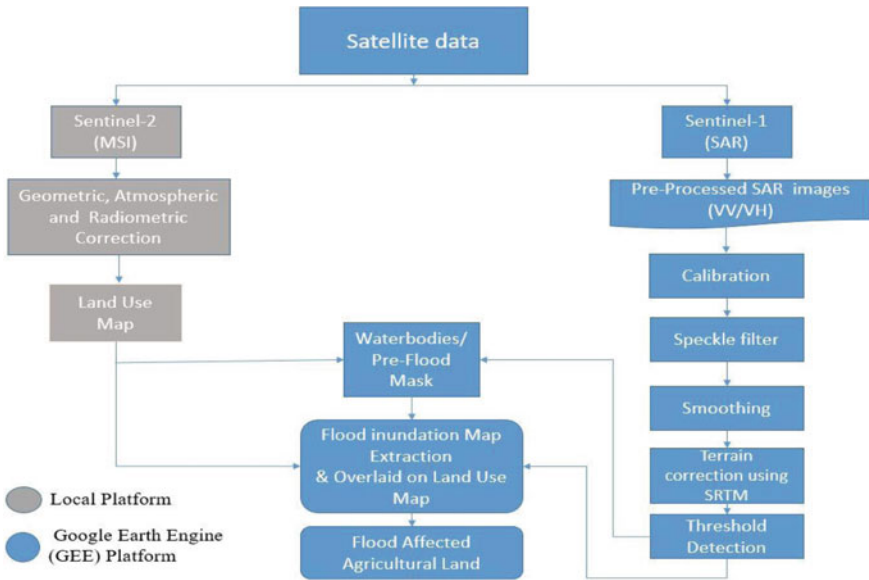 Satellite data
Sentinel-2
(MSI)
Sentinel-1
(SAR)
Geometric, Atmospheric
and Radiometric
Correction
Pre-Processed SAR images
(VV/VH)
Calibration
Land Use
Map
Waterbodies/
Pre-Flood
Mask
Speckle filter
Smoothing
Flood inundation Map
Extraction
& Overlaid on Land Use
Map
Terrain
correction using
SRTM
Threshold
Detection
Flood Affected
Agricultural Land
Local Platform
Google Earth Engine
(GEE) Platform